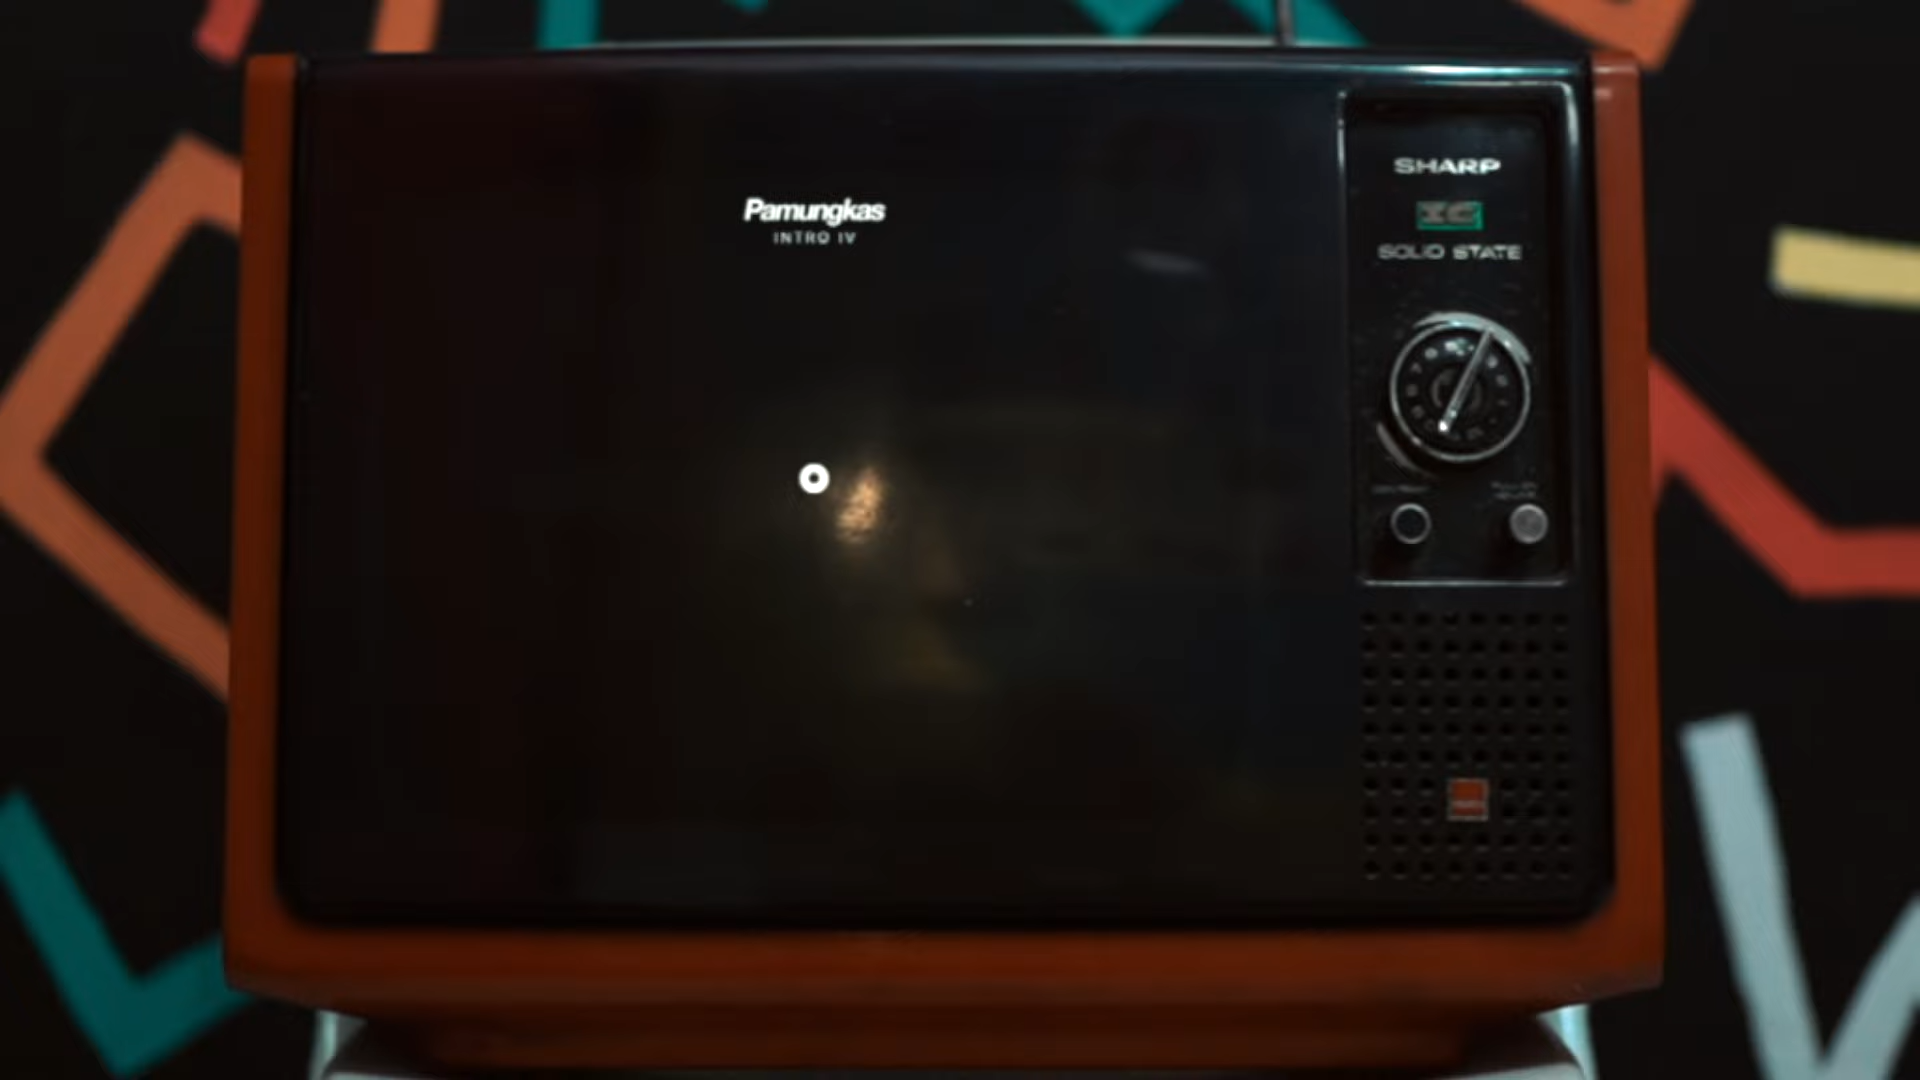 Pamungkas
INTRO IV
SHARP
IC
SOLID STATE